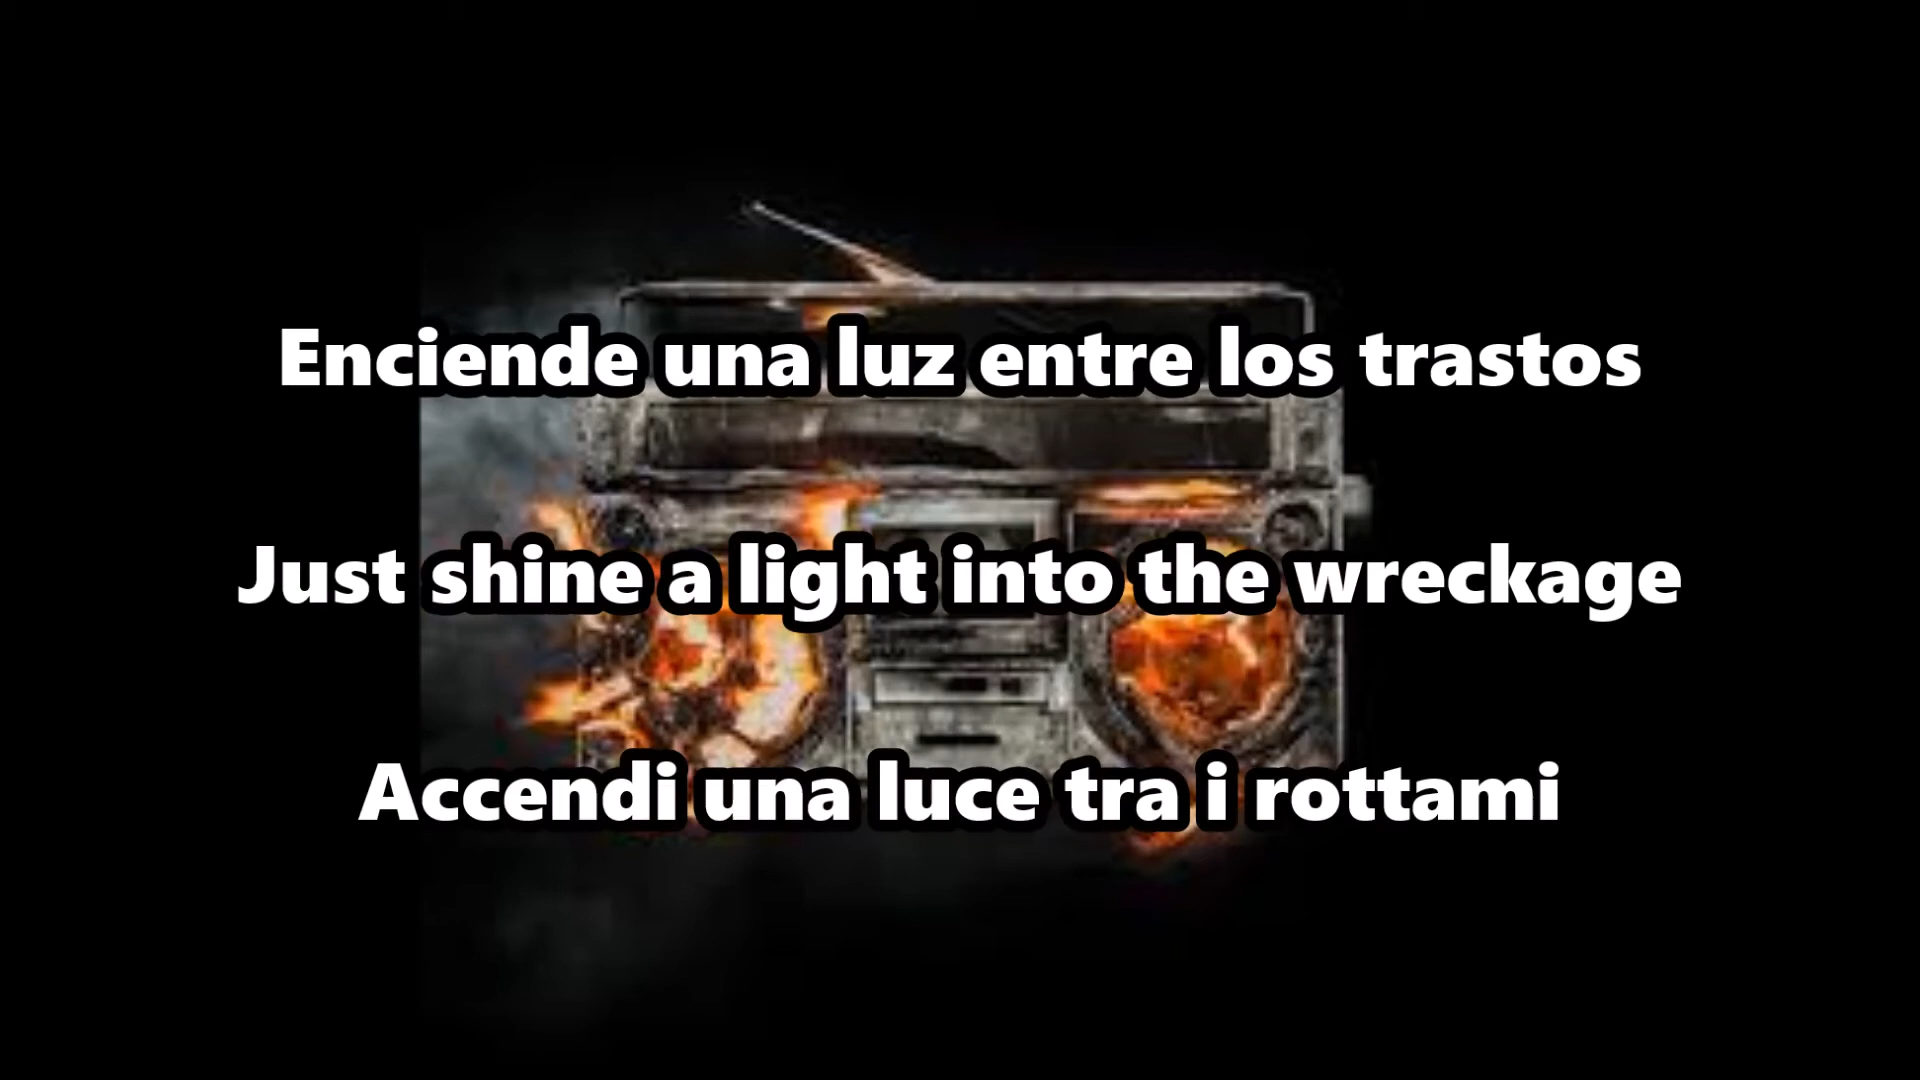 Enciende una luz entre los trastos
Just shine a light into the wreckage
Accendi una luce tra i rottami